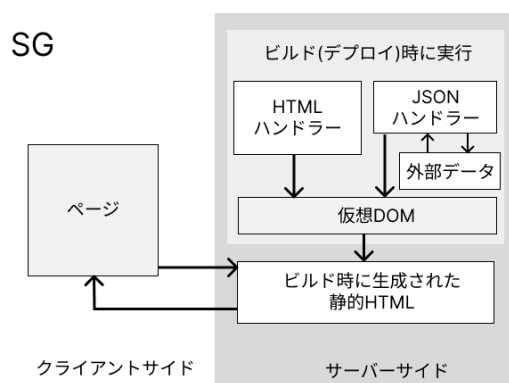 SG
ビルド(デプロイ)時に実行
HTML
ハンドラー
JSON
ハンドラー
外部データ
ページ
仮想DOM
ビルド時に生成された
静的HTML
クライアントサイド
サーバーサイド